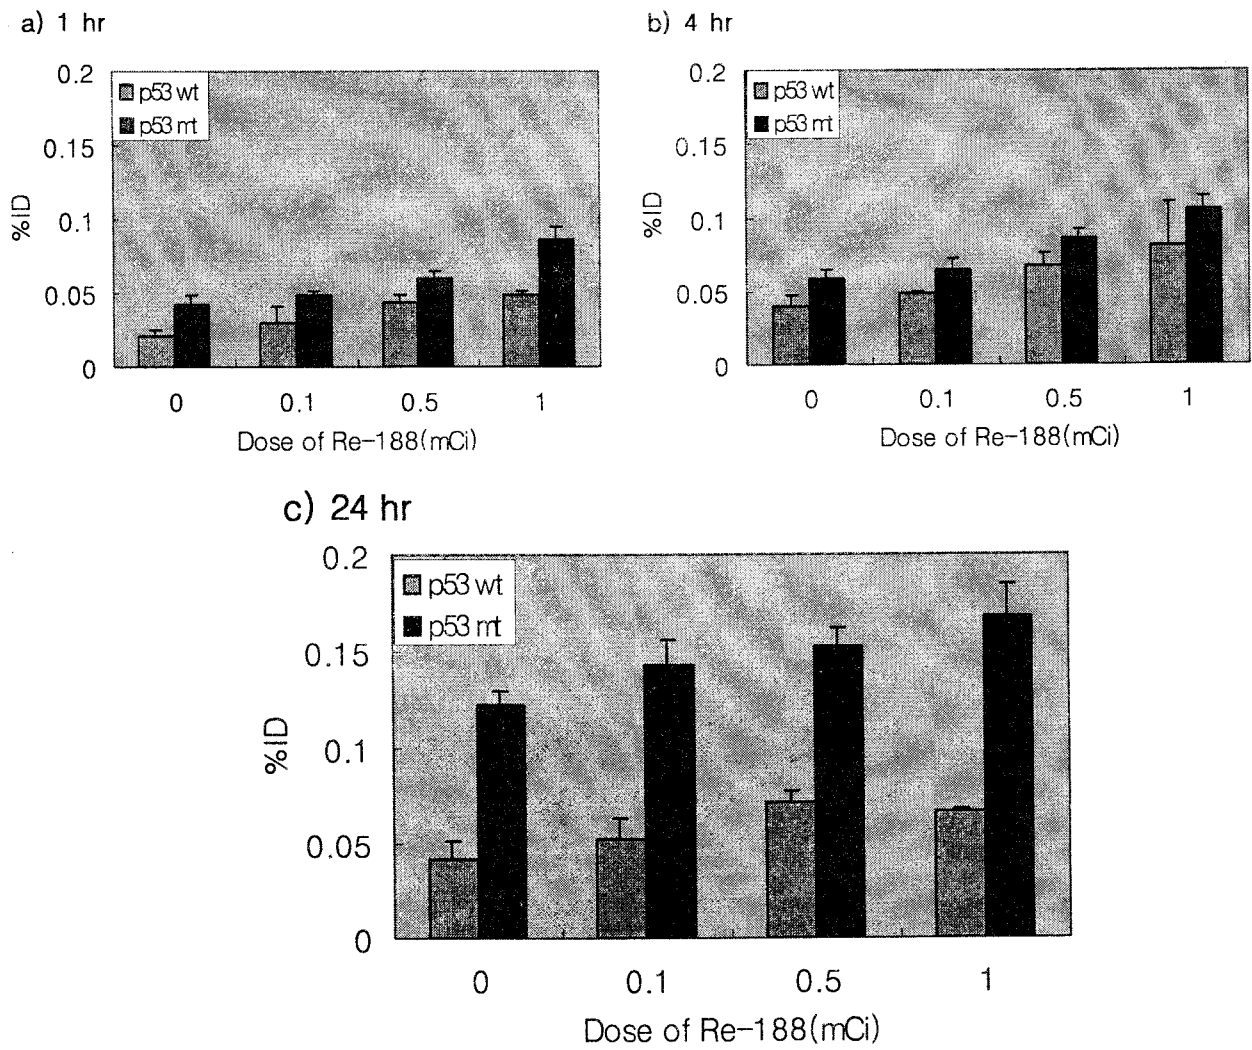 a) 1 hr
0.2
p53 wt
p53 mt
0.15
0.1
0.05
0
%ID
0 0.1 0.5 1
Dose of Re-188(mCi)
b) 4 hr
0.2
p53 wt
p53 mt
0.15
0.1
0.05
0
%ID
0 0.1 0.5 1
Dose of Re-188(mCi)
c) 24 hr
0.2
p53 wt
p53 mt
0.15
0.1
0.05
0
%ID
0 0.1 0.5 1
Dose of Re-188(mCi)